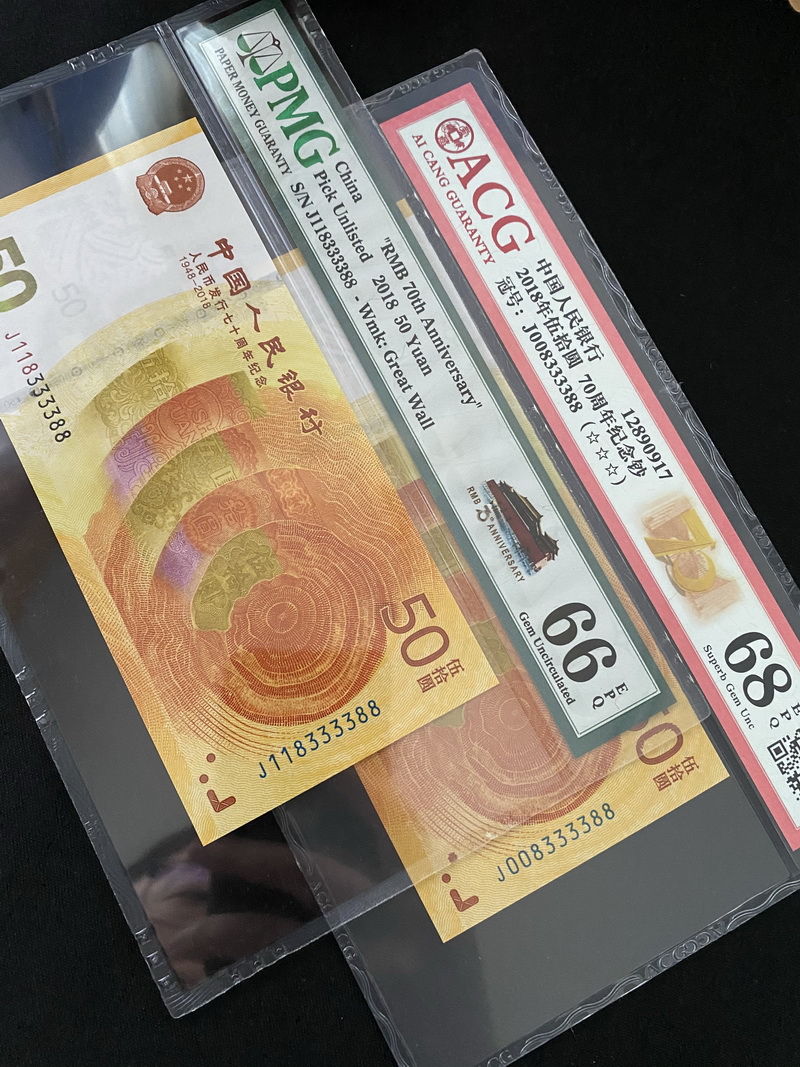 50
J118333388
中国人民银行
人民币发行七十周年纪念
1948-2018
50
伍拾圆
J118333388
PMG
PAPER MONEY GUARANTY
China
Pick Unlisted 2018 50 Yuan
S/N J118333388 - Wmk: Great Wall
"RMB 70th Anniversary"
RMB 70 ANNIVERSARY
66 EPQ
Gem Uncirculated
ACG
AI CANG GUARANTY
中国人民银行 12890917
2018年伍拾圆 70周年纪念钞
冠号: J008333388 (☆☆☆)
70
68 EPQ
Superb Gem Unc
50
伍拾圆
J008333388